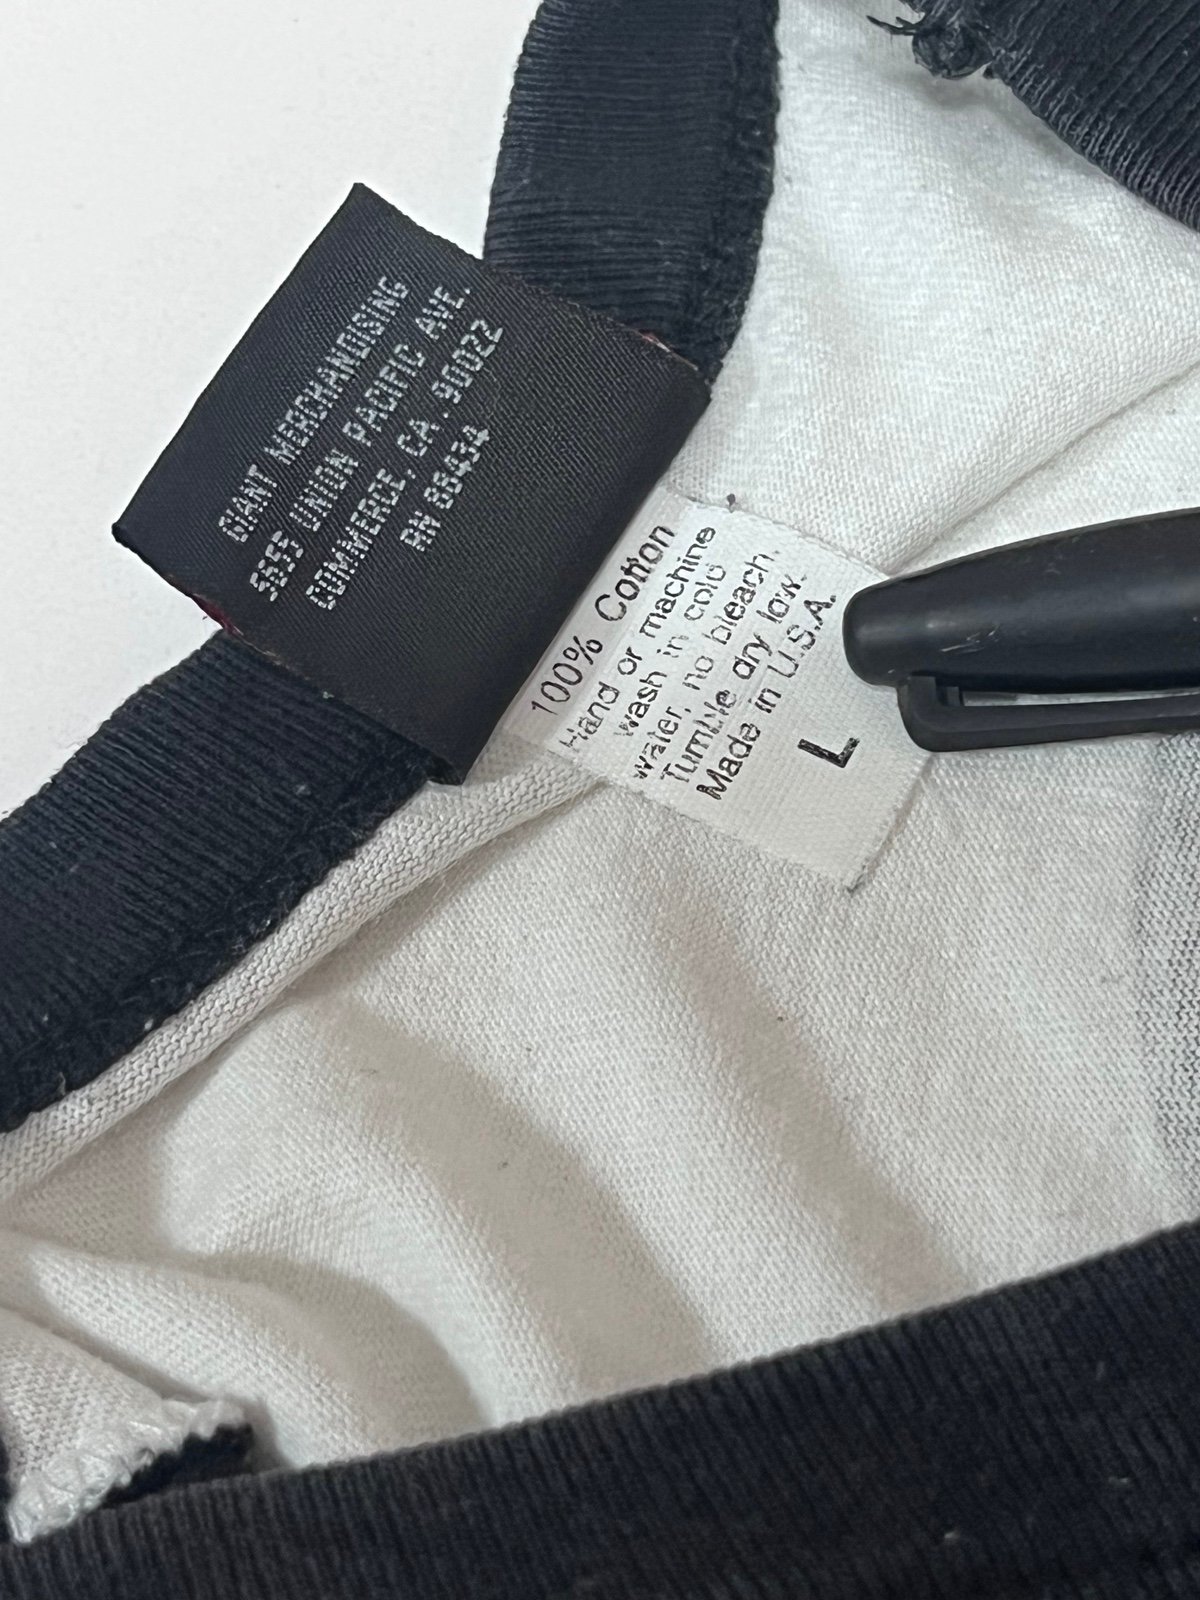 GIANT MERCHANDISING
5655 UNION PACIFIC AVE.
COMMERCE, CA. 90022
RN 86434
100% Cotton
Hand or machine
wash in cold
water, no bleach.
Tumble dry low.
Made in U.S.A.
L